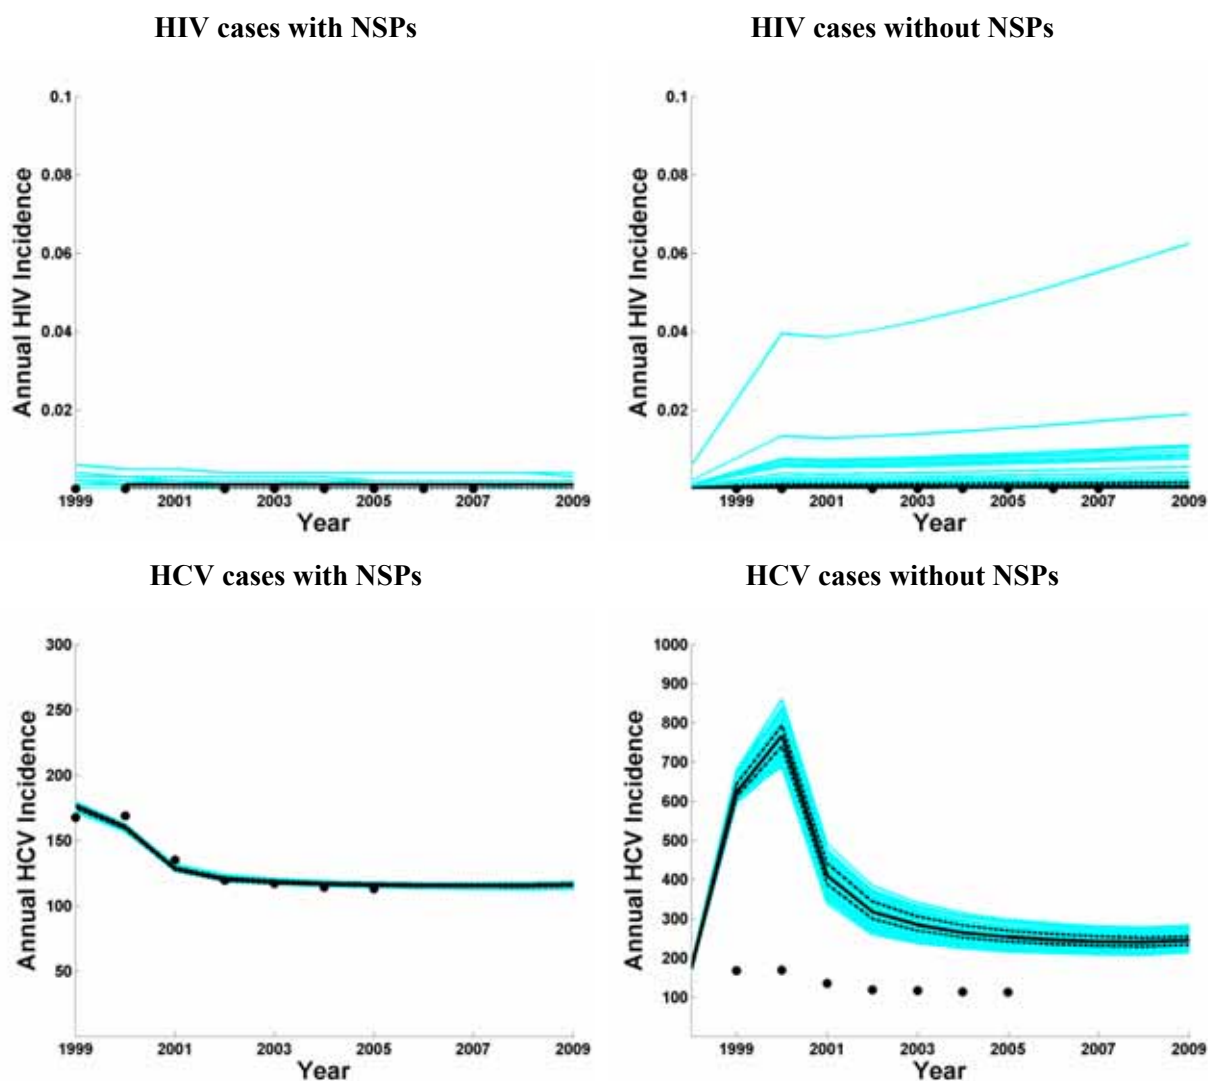 HIV cases with NSPs
HIV cases without NSPs
0.1
0.08
0.06
0.04
0.02
Annual HIV Incidence
1999 2001 2003 2005 2007 2009
Year
0.1
0.08
0.06
0.04
0.02
Annual HIV Incidence
1999 2001 2003 2005 2007 2009
Year
HCV cases with NSPs
HCV cases without NSPs
300
250
200
150
100
50
Annual HCV Incidence
1999 2001 2003 2005 2007 2009
Year
1000
900
800
700
600
500
400
300
200
100
Annual HCV Incidence
1999 2001 2003 2005 2007 2009
Year